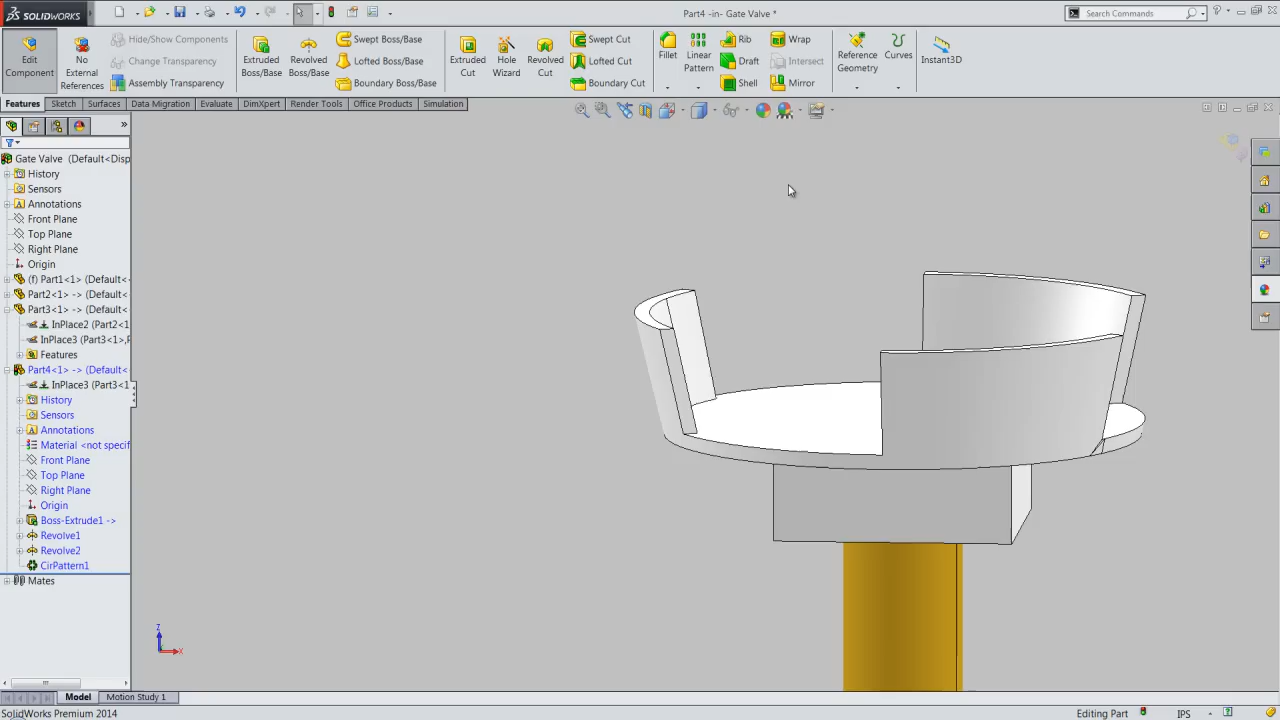 SOLIDWORKS
Part4 -in- Gate Valve *
Search Commands
Edit Component
No External References
Hide/Show Components
Change Transparency
Assembly Transparency
Extruded Boss/Base
Revolved Boss/Base
Swept Boss/Base
Lofted Boss/Base
Boundary Boss/Base
Extruded Cut
Hole Wizard
Revolved Cut
Swept Cut
Lofted Cut
Boundary Cut
Fillet
Linear Pattern
Rib
Draft
Shell
Wrap
Intersect
Mirror
Reference Geometry
Curves
Instant3D
Features
Sketch
Surfaces
Data Migration
Evaluate
DimXpert
Render Tools
Office Products
Simulation
Gate Valve (Default<Disp
History
Sensors
Annotations
Front Plane
Top Plane
Right Plane
Origin
(f) Part1<1> (Default<
Part2<1> -> (Default<
Part3<1> -> (Default<
InPlace2 (Part2<1
InPlace3 (Part3<1>,P
Features
Part4<1> -> (Default<
InPlace3 (Part3<1
History
Sensors
Annotations
Material <not specif
Front Plane
Top Plane
Right Plane
Origin
Boss-Extrude1 ->
Revolve1
Revolve2
CirPattern1
Mates
Z
X
Model
Motion Study 1
SolidWorks Premium 2014
Editing Part
IPS